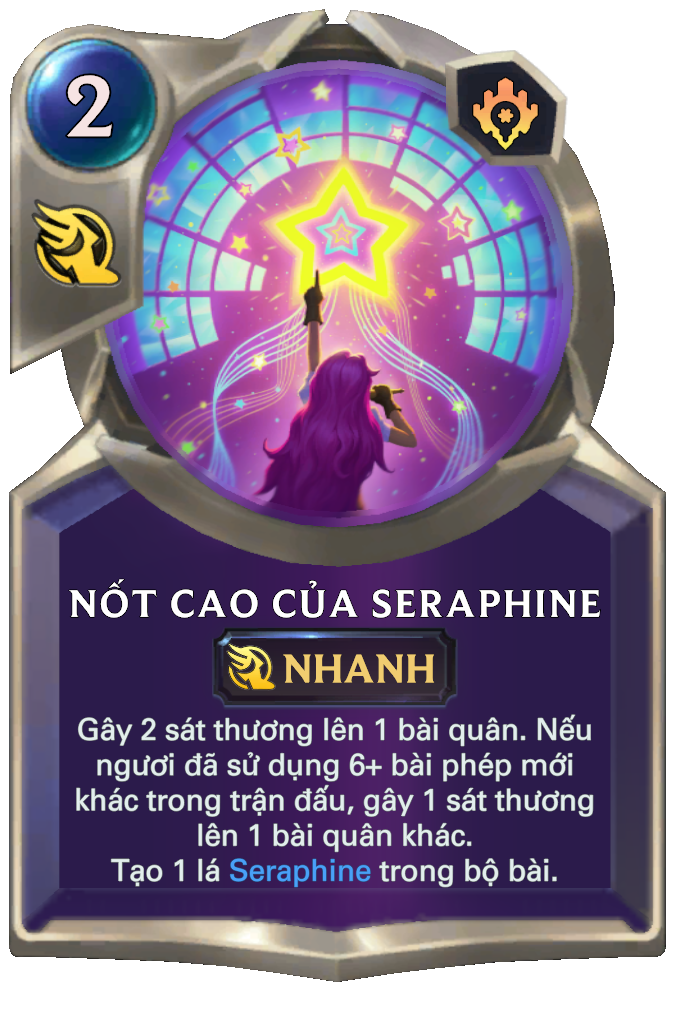 2
NỐT CAO CỦA SERAPHINE
NHANH
Gây 2 sát thương lên 1 bài quân. Nếu
ngươi đã sử dụng 6+ bài phép mới
khác trong trận đấu, gây 1 sát thương
lên 1 bài quân khác.
Tạo 1 lá Seraphine trong bộ bài.